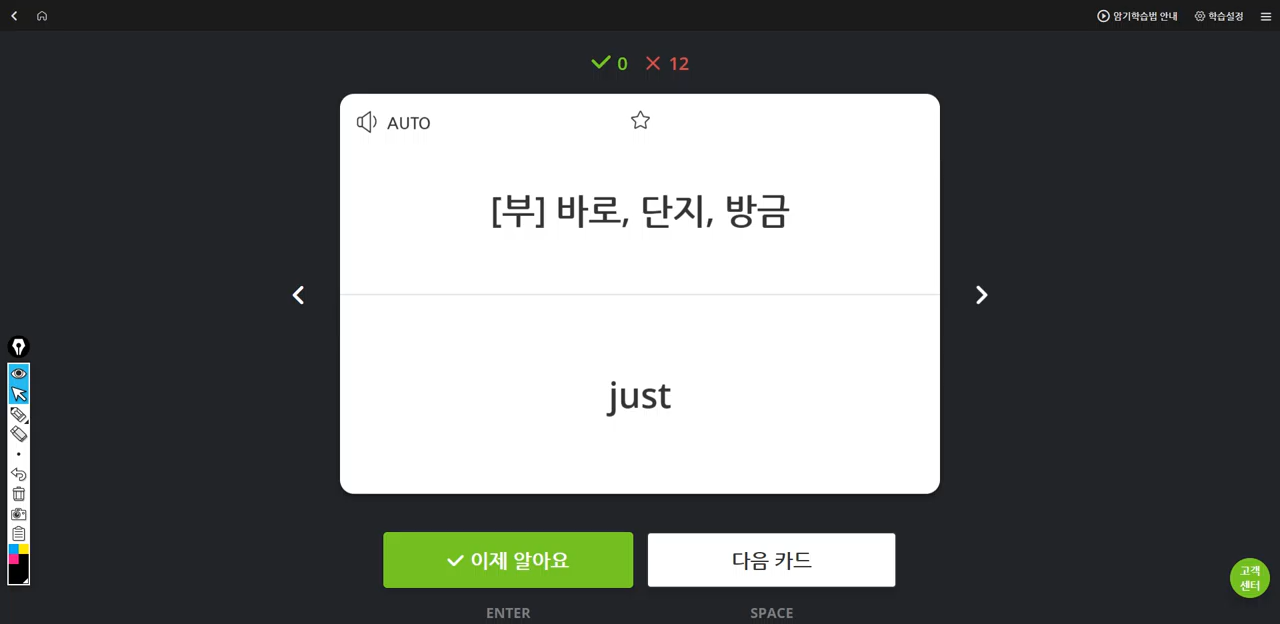 암기학습법 안내 학습설정
0 12
AUTO
[부] 바로, 단지, 방금
just
이제 알아요 다음 카드
ENTER SPACE
고객
센터